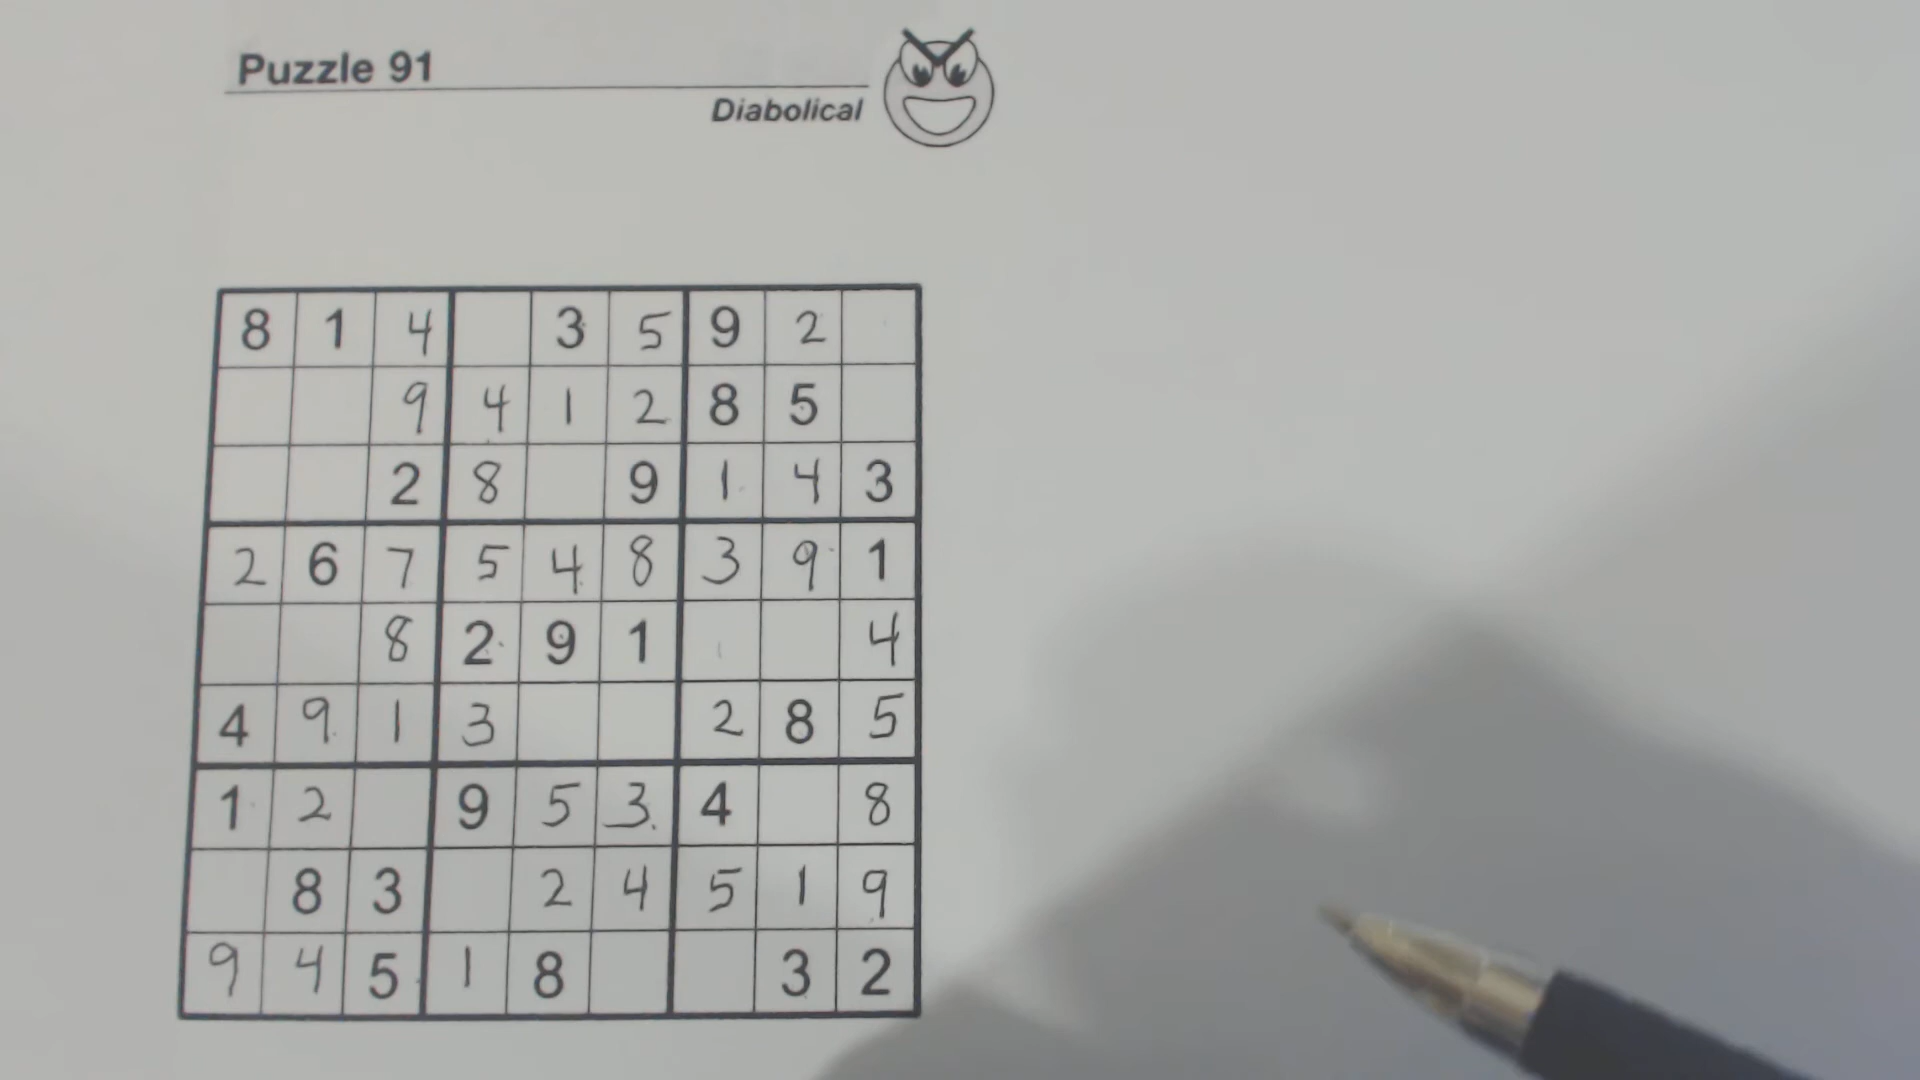 Puzzle 91
Diabolical
8 1 4 3 5 9 2
9 4 1 2 8 5
2 8 9 1 4 3
2 6 7 5 4 8 3 9 1
8 2 9 1 4
4 9 1 3 2 8 5
1 2 9 5 3 4 8
8 3 2 4 5 1 9
9 4 5 1 8 3 2